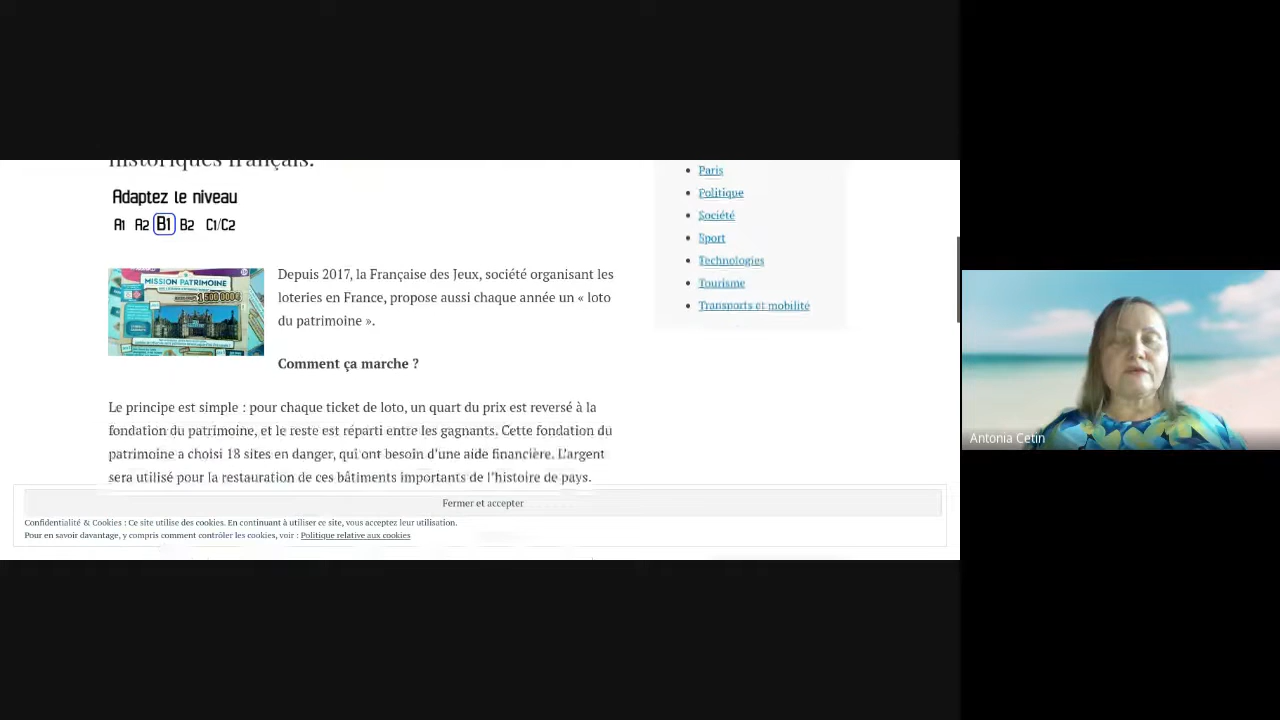 historiques français.
Adaptez le niveau
A1 A2 B1 B2 C1/C2
MISSION PATRIMOINE
Depuis 2017, la Française des Jeux, société organisant les
loteries en France, propose aussi chaque année un « loto
du patrimoine ».
Comment ça marche ?
Le principe est simple : pour chaque ticket de loto, un quart du prix est reversé à la
fondation du patrimoine, et le reste est réparti entre les gagnants. Cette fondation du
patrimoine a choisi 18 sites en danger, qui ont besoin d’une aide financière. L’argent
sera utilisé pour la restauration de ces bâtiments importants de l’histoire de pays.
Paris
Politique
Société
Sport
Technologies
Tourisme
Transports et mobilité
Fermer et accepter
Confidentialité & Cookies : Ce site utilise des cookies. En continuant à utiliser ce site, vous acceptez leur utilisation.
Pour en savoir davantage, y compris comment contrôler les cookies, voir : Politique relative aux cookies
Antonia Cetin